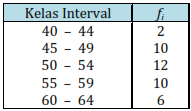 Kelas Interval fᵢ
40 – 44 2
45 – 49 10
50 – 54 12
55 – 59 10
60 – 64 6